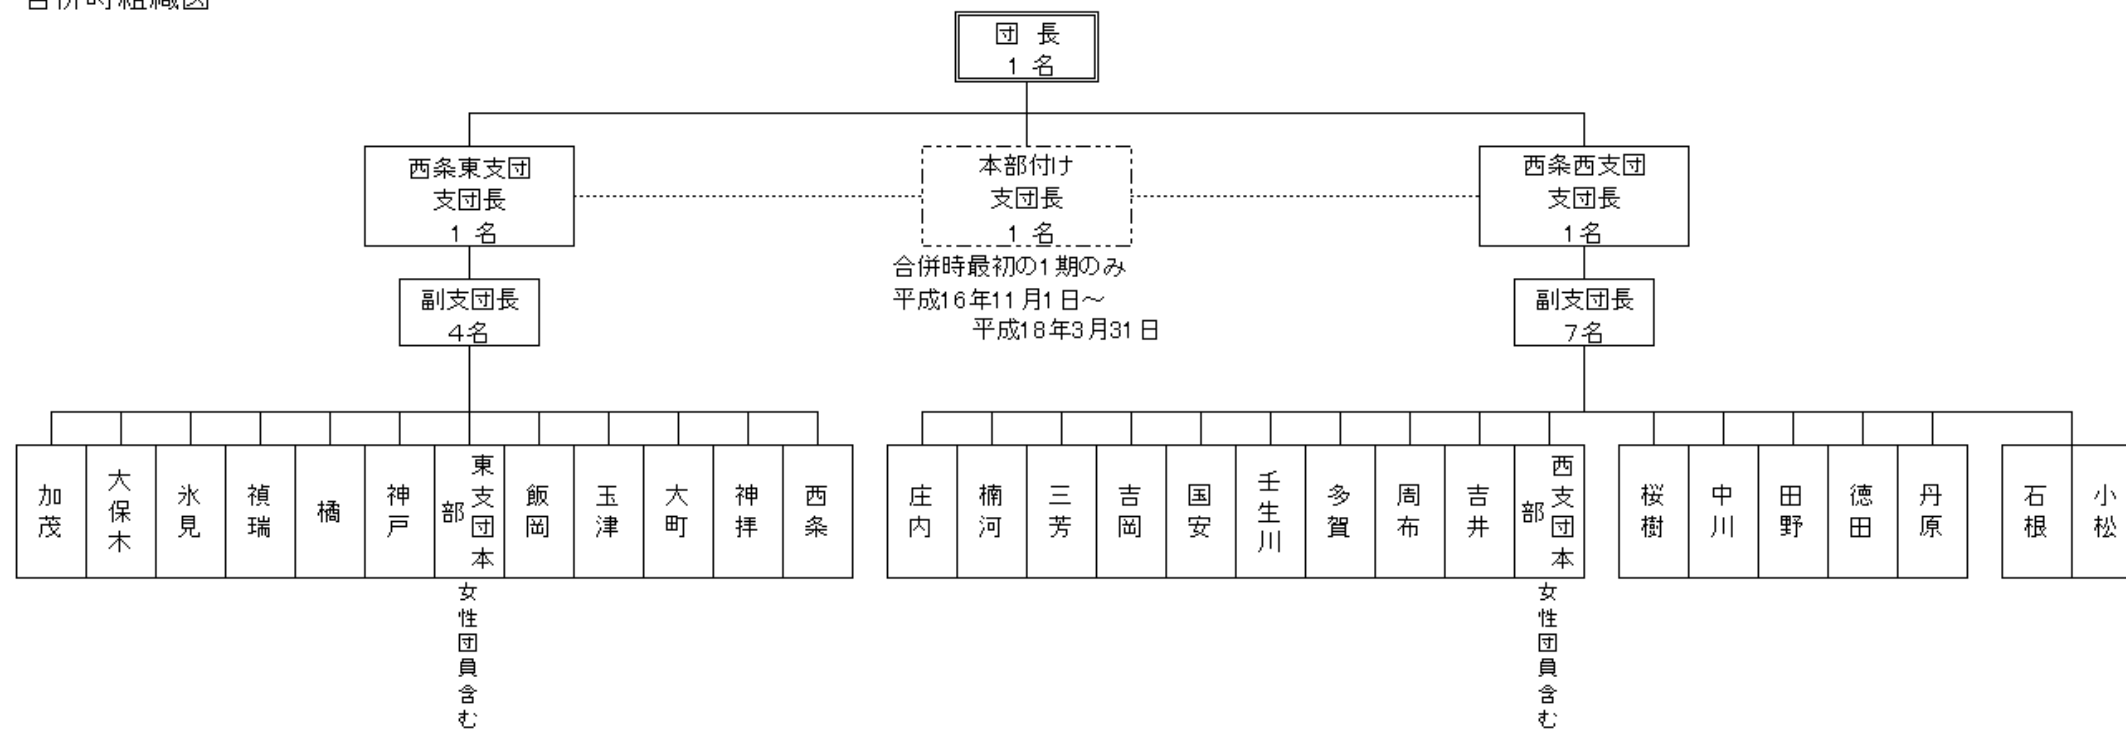 合併時組織図
団 長
1 名
西条東支団
支団長
1 名
本部付け
支団長
1 名
西条西支団
支団長
1名
合併時最初の1期のみ
平成16年11月1日～
平成18年3月31日
副支団長
4名
副支団長
7名
加茂
大保木
氷見
禎瑞
橘
神戸
東支団本部
飯岡
玉津
大町
神拝
西条
庄内
楠河
三芳
吉岡
国安
壬生川
多賀
周布
吉井
西支団本部
桜樹
中川
田野
徳田
丹原
石根
小松
女性団員含む
女性団員含む